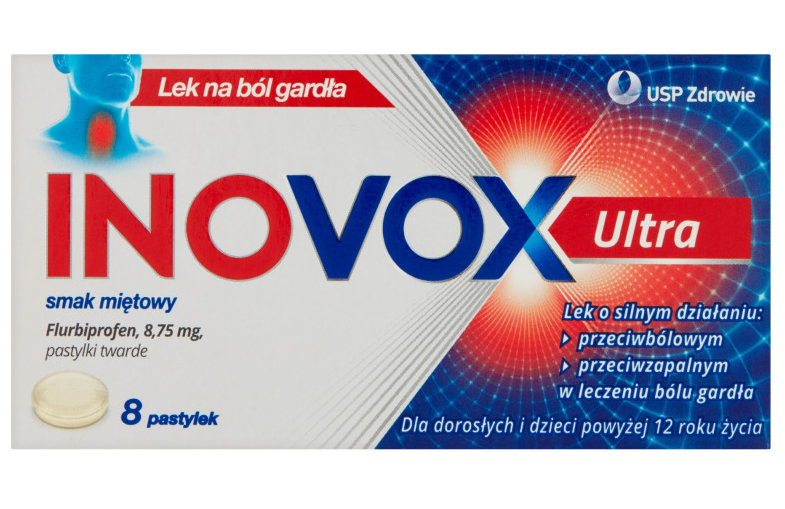 Lek na ból gardła
USP Zdrowie
INOVOX
Ultra
smak miętowy
Flurbiprofen, 8,75 mg,
pastylki twarde
8 pastylek
Lek o silnym działaniu:
przeciwbólowym
przeciwzapalnym
w leczeniu bólu gardła
Dla dorosłych i dzieci powyżej 12 roku życia